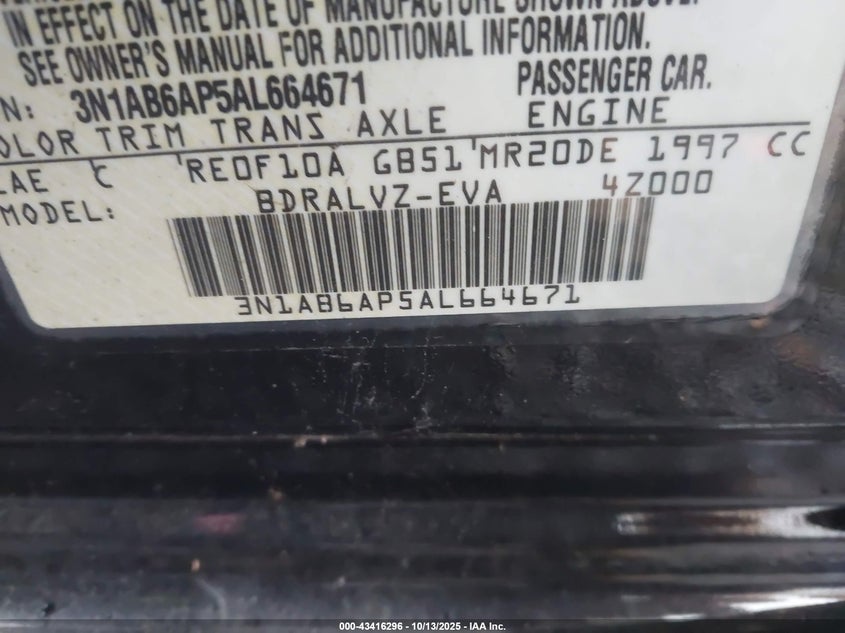 IN EFFECT ON THE DATE OF MANUFACTURE SHOWN ABOVE.
SEE OWNER'S MANUAL FOR ADDITIONAL INFORMATION.
N: 3N1AB6AP5AL664671 PASSENGER CAR.
OLOR TRIM TRANS AXLE ENGINE
LAE C RE0F10A GB51 MR20DE 1997 CC
MODEL: BDRALVZ-EVA 4Z000
3N1AB6AP5AL664671
000-43416296 - 10/13/2025 - IAA Inc.